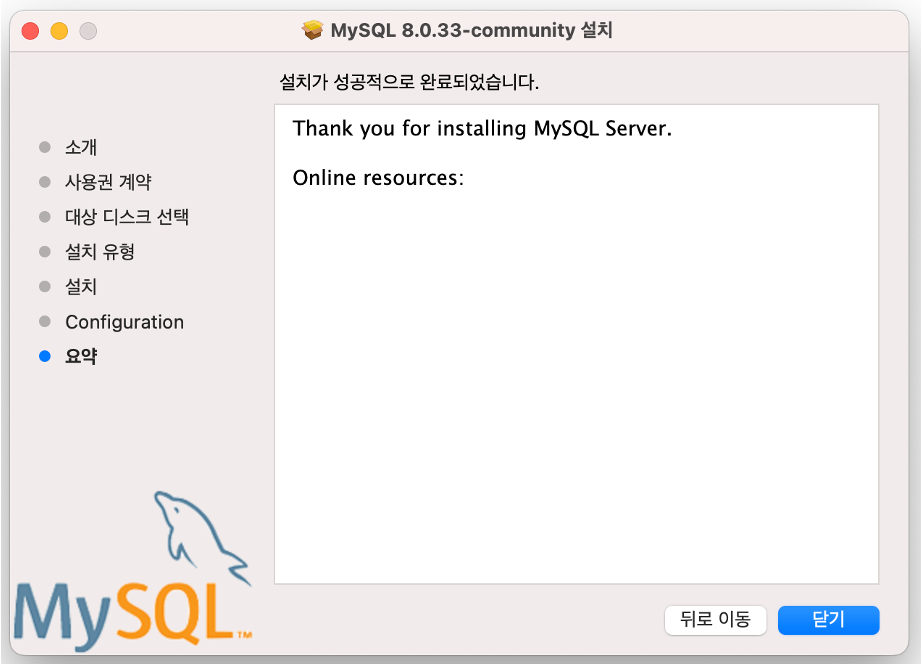 MySQL 8.0.33-community 설치
설치가 성공적으로 완료되었습니다.
소개
사용권 계약
대상 디스크 선택
설치 유형
설치
Configuration
요약
Thank you for installing MySQL Server.
Online resources:
MySQL™
뒤로 이동
닫기